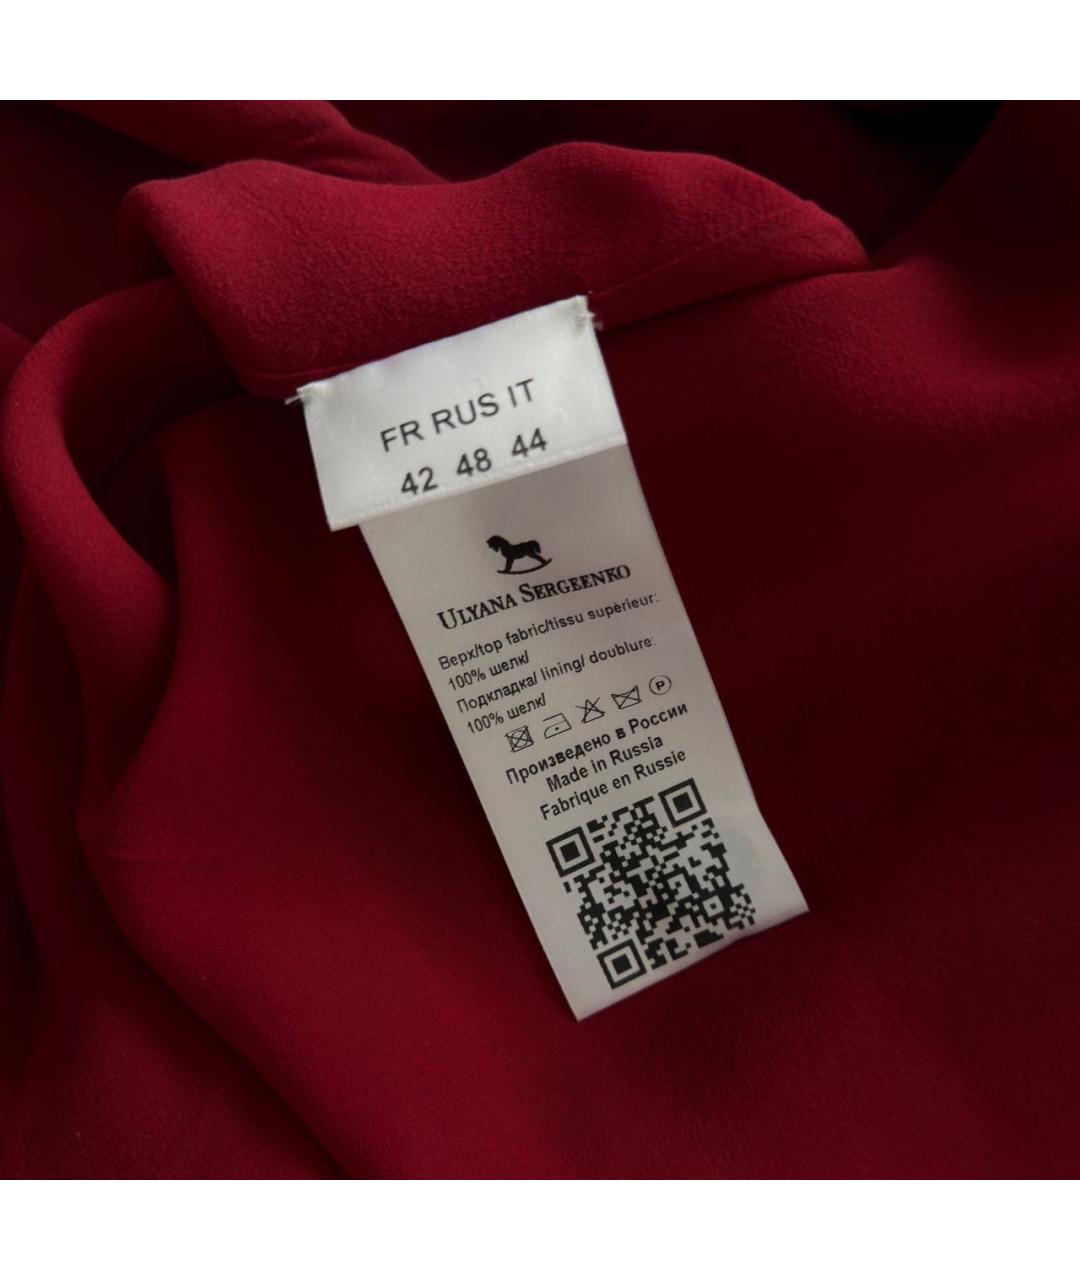 FR RUS IT
42 48 44
ULYANA SERGEENKO
Верх/top fabric/tissu supérieur:
100% шелк/
Подкладка/ lining/ doublure:
100% шелк/
P
Произведено в России
Made in Russia
Fabrique en Russie